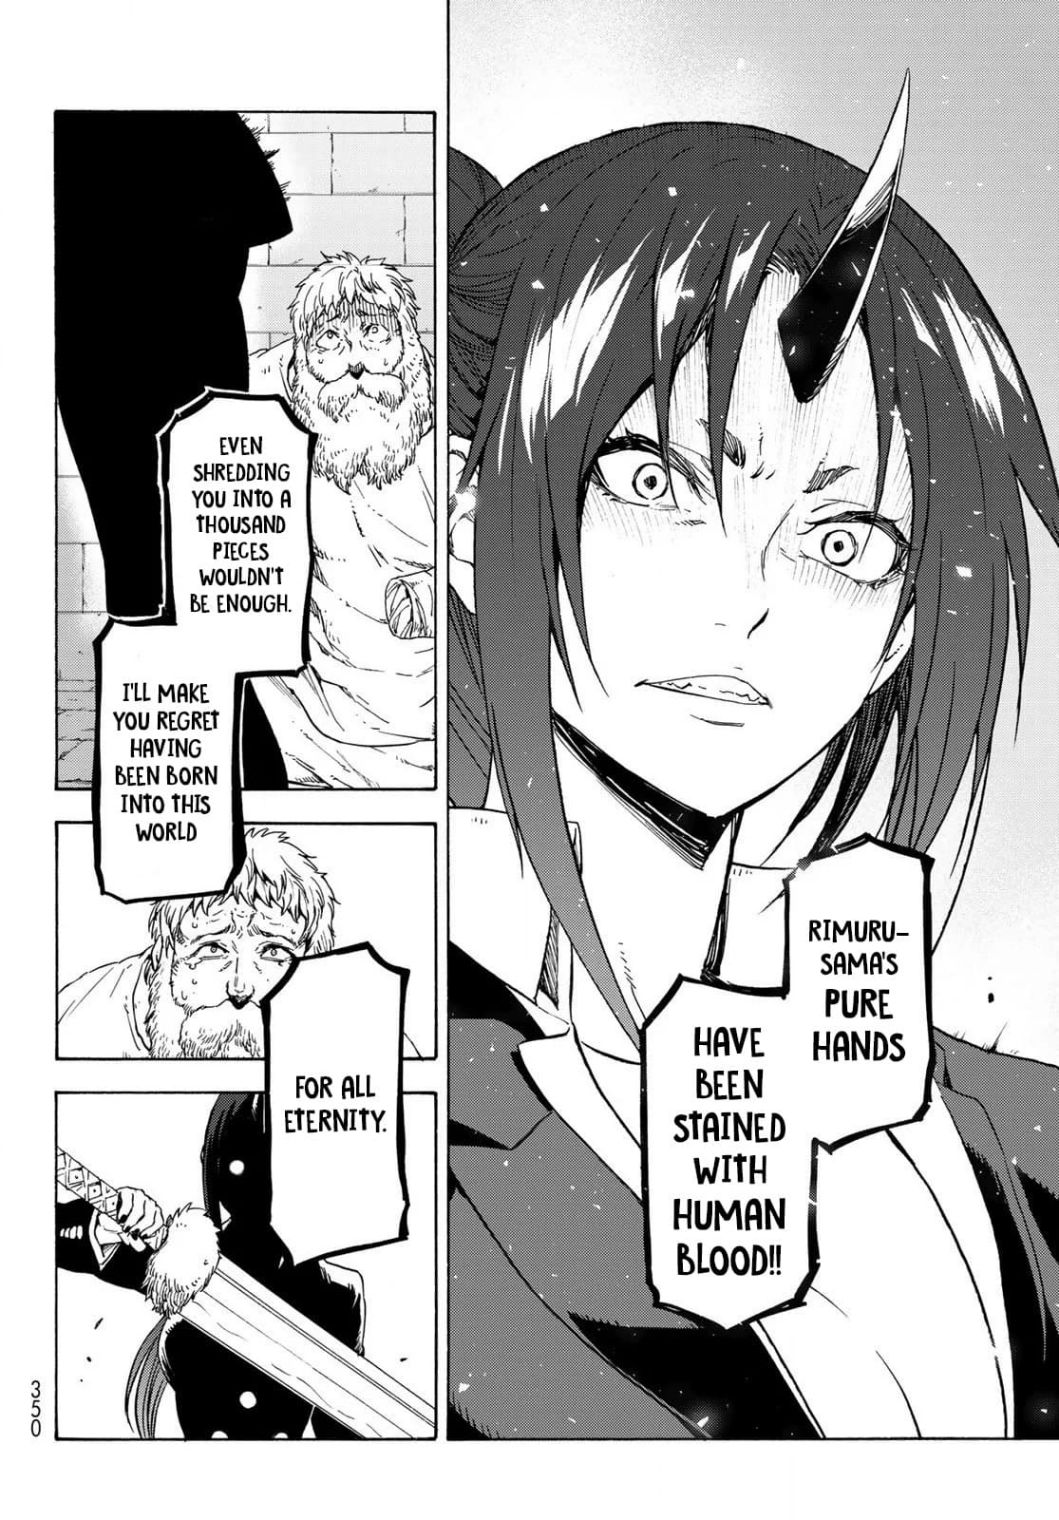 RIMURU-
SAMA'S
PURE
HANDS
HAVE
BEEN
STAINED
WITH
HUMAN
BLOOD!!
EVEN
SHREDDING
YOU INTO A
THOUSAND
PIECES
WOULDN'T
BE ENOUGH.
I'LL MAKE
YOU REGRET
HAVING
BEEN BORN
INTO THIS
WORLD
FOR ALL
ETERNITY.
350